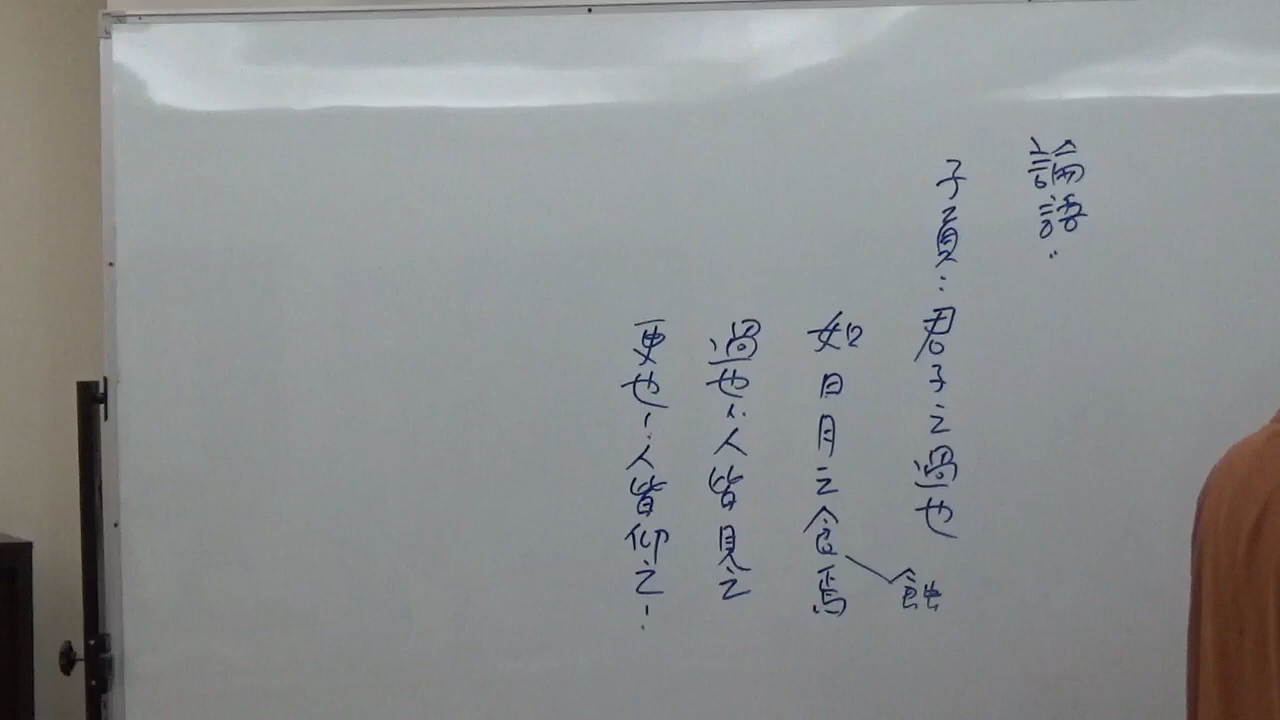 論語:
子貢:君子之過也
如日月之食焉
蝕
過也;人皆見之
更也;人皆仰之!